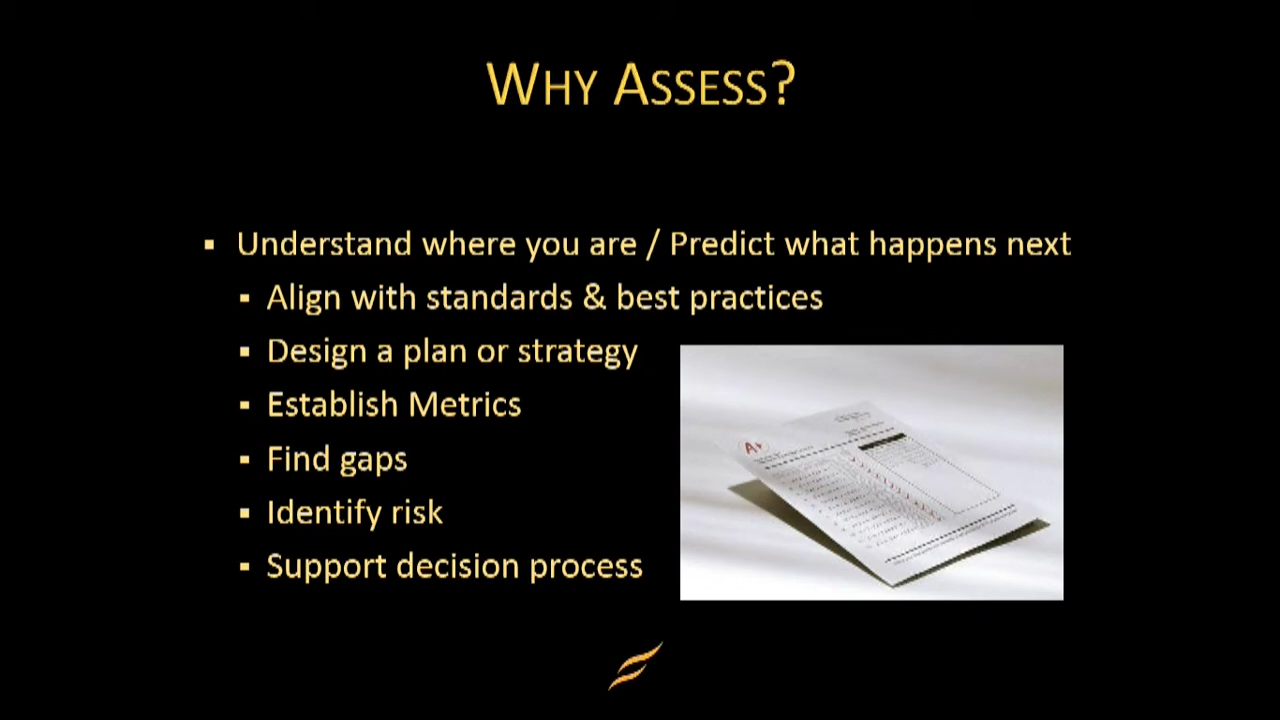 WHY ASSESS?
▪ Understand where you are / Predict what happens next
▪ Align with standards & best practices
▪ Design a plan or strategy
▪ Establish Metrics
▪ Find gaps
▪ Identify risk
▪ Support decision process
A+